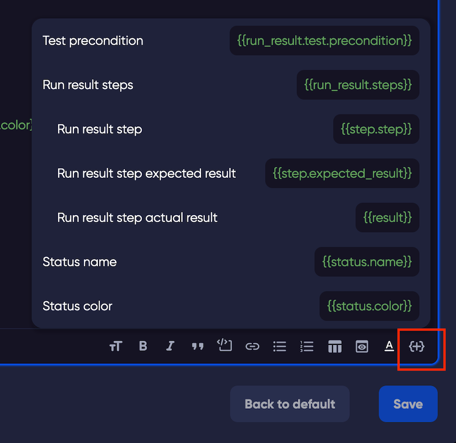 Test precondition {{run_result.test.precondition}}
Run result steps {{run_result.steps}}
.color}
Run result step {{step.step}}
Run result step expected result {{step.expected_result}}
Run result step actual result {{result}}
Status name {{status.name}}
Status color {{status.color}}
TT B I A {+}
Back to default Save